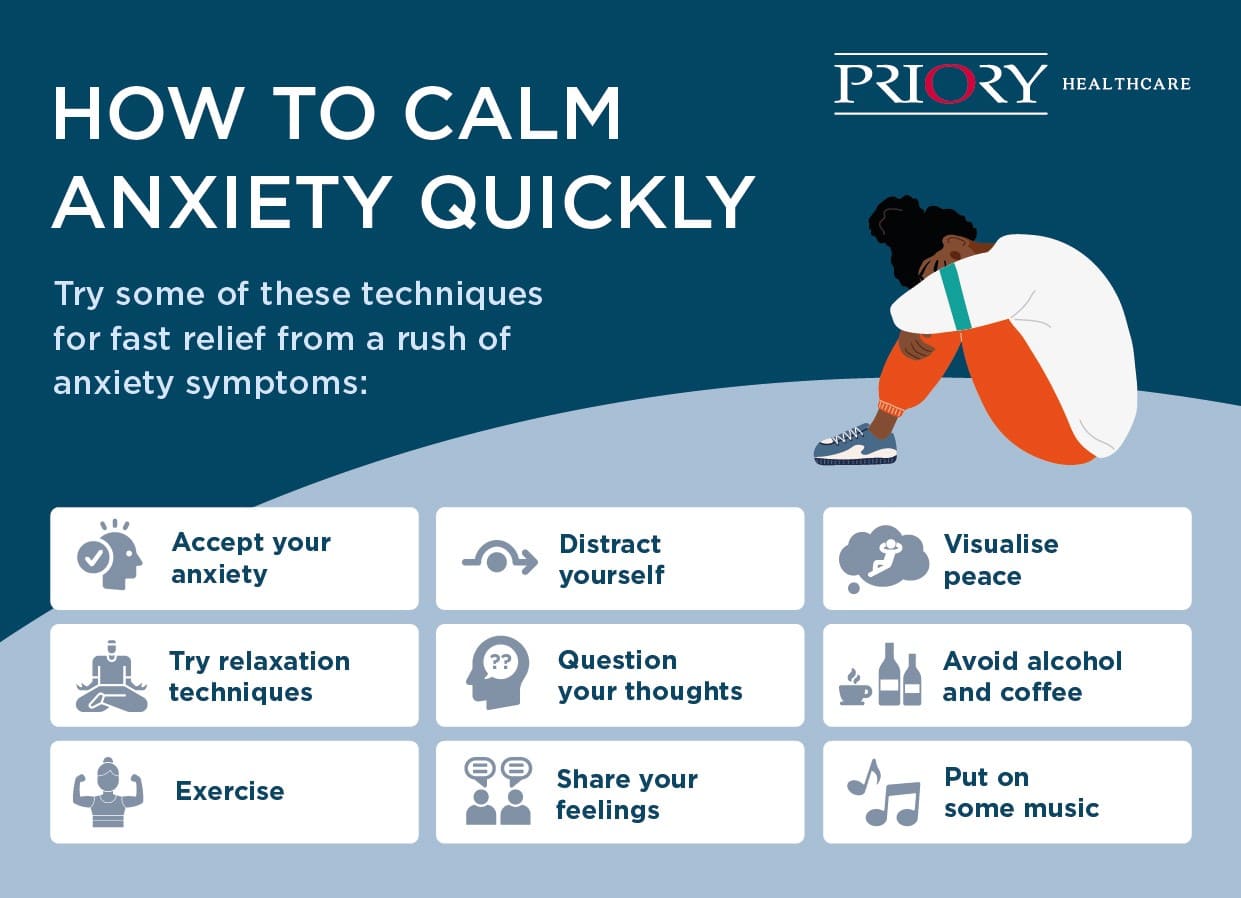 PRIORY HEALTHCARE
HOW TO CALM
ANXIETY QUICKLY
Try some of these techniques
for fast relief from a rush of
anxiety symptoms:
Accept your
anxiety
Distract
yourself
Visualise
peace
Try relaxation
techniques
??
Question
your thoughts
Avoid alcohol
and coffee
Exercise
Share your
feelings
Put on
some music